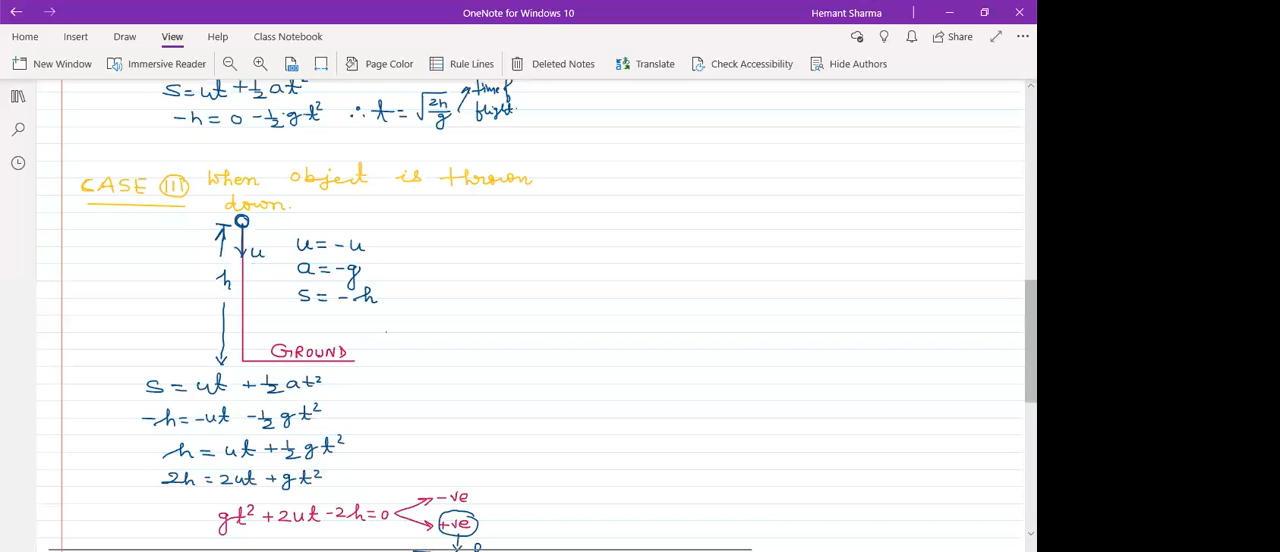 OneNote for Windows 10
Hemant Sharma
Home Insert Draw View Help Class Notebook
Share
New Window Immersive Reader Page Color Rule Lines Deleted Notes Translate Check Accessibility Hide Authors
S = ut + ½ at²
time of
-h = 0 - ½ gt² ∴ t = √(2h/g) flight.
CASE III When object is thrown
down.
u
u = -u
h
a = -g
s = -h
GROUND
S = ut + ½ at²
-h = -ut - ½ gt²
h = ut + ½ gt²
2h = 2ut + gt²
-ve
gt² + 2ut - 2h = 0
+ve